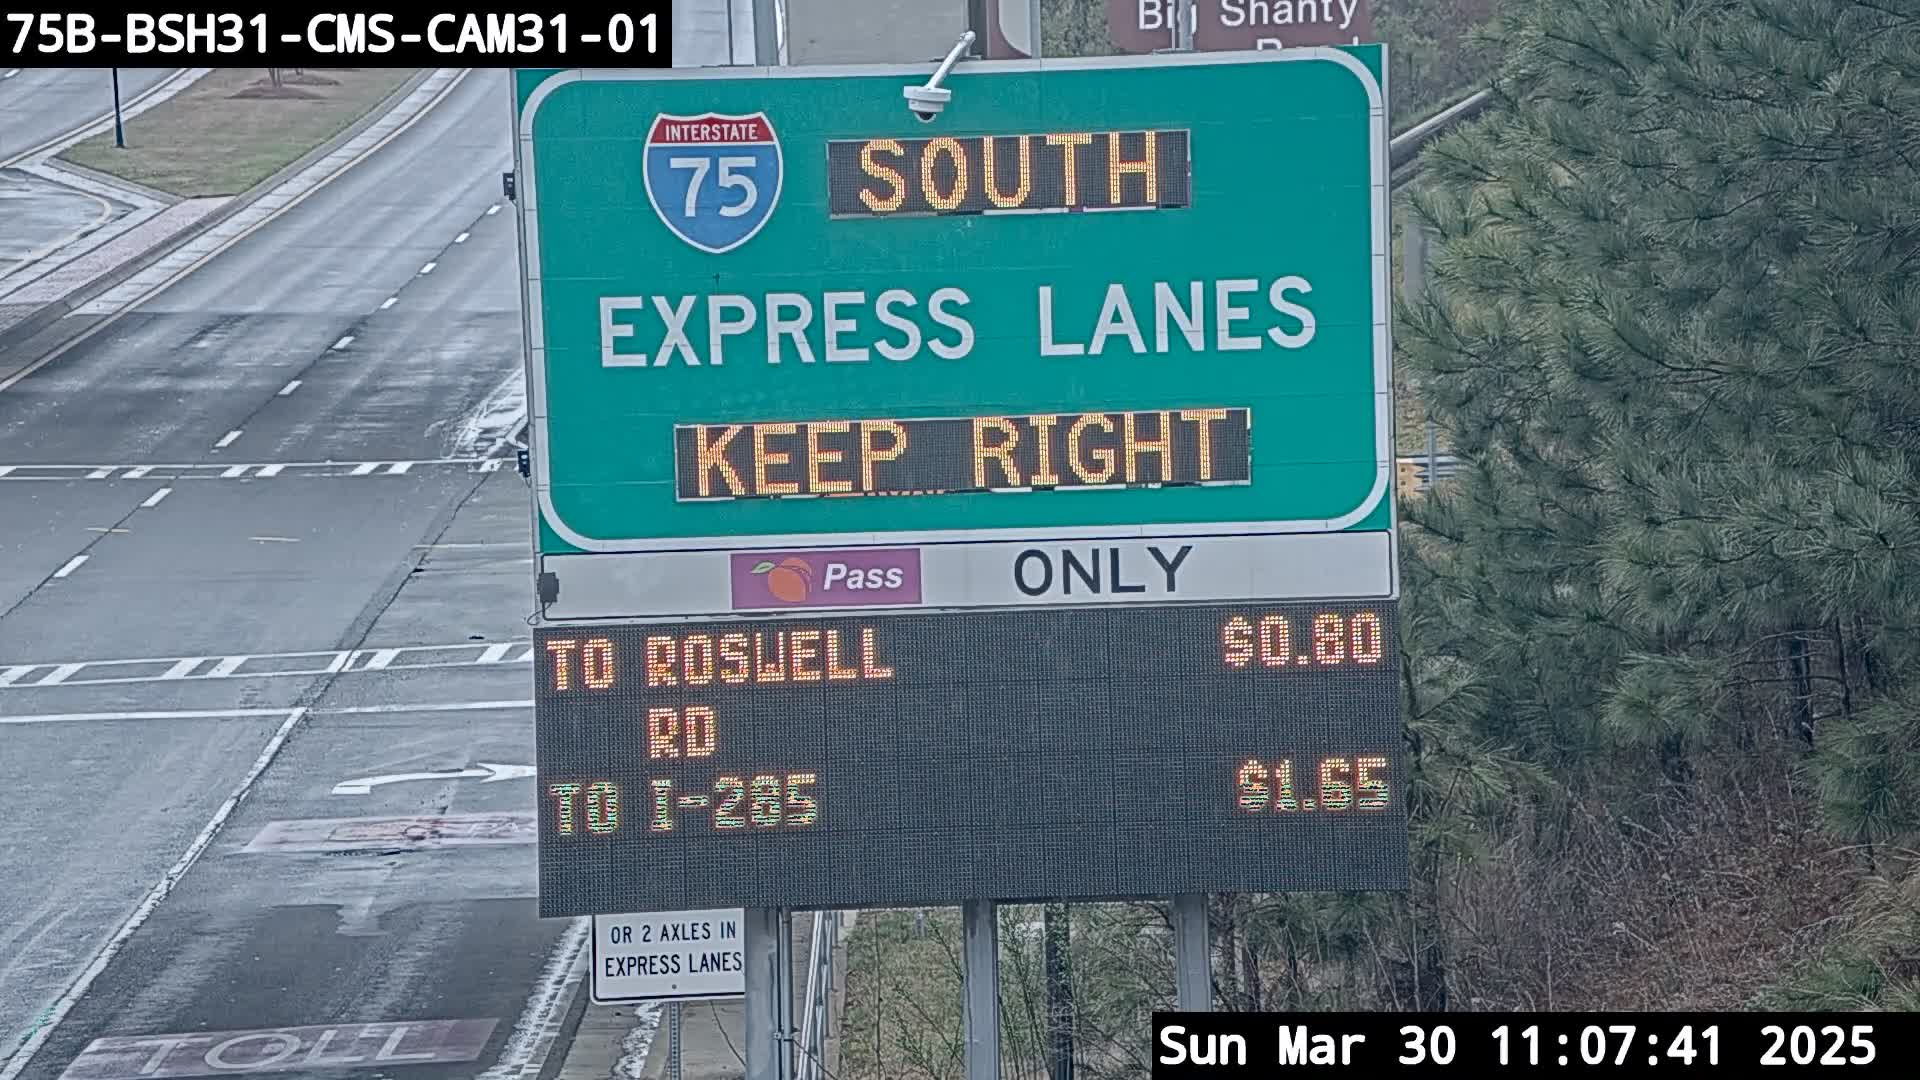 75B-BSH31-CMS-CAM31-01
Big Shanty
INTERSTATE
75
SOUTH
EXPRESS LANES
KEEP RIGHT
Pass ONLY
TO ROSWELL $0.80
RD
TO I-285 $1.65
OR 2 AXLES IN
EXPRESS LANES
TOLL
Sun Mar 30 11:07:41 2025